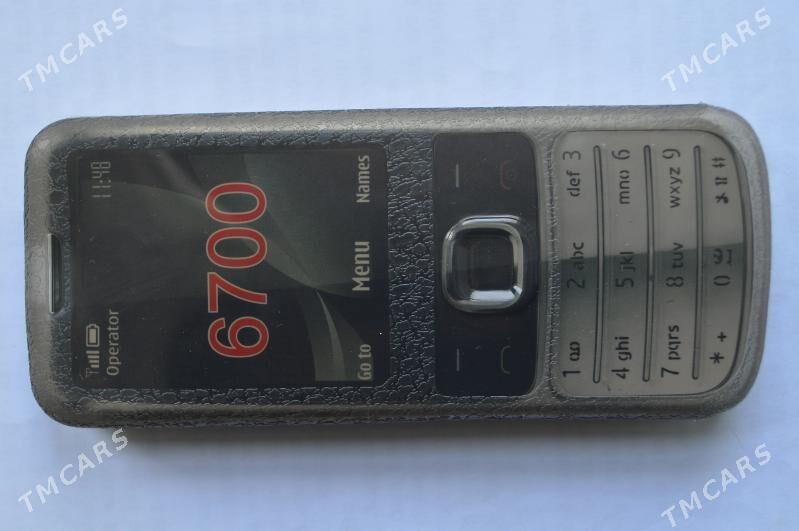 TMCARS
TMCARS
11:48
Operator
6700
Go to Menu Names
1 2 abc def 3
4 ghi 5 jkl mno 6
7 pqrs 8 tuv wxyz 9
* + 0 #
TMCARS
TMCARS